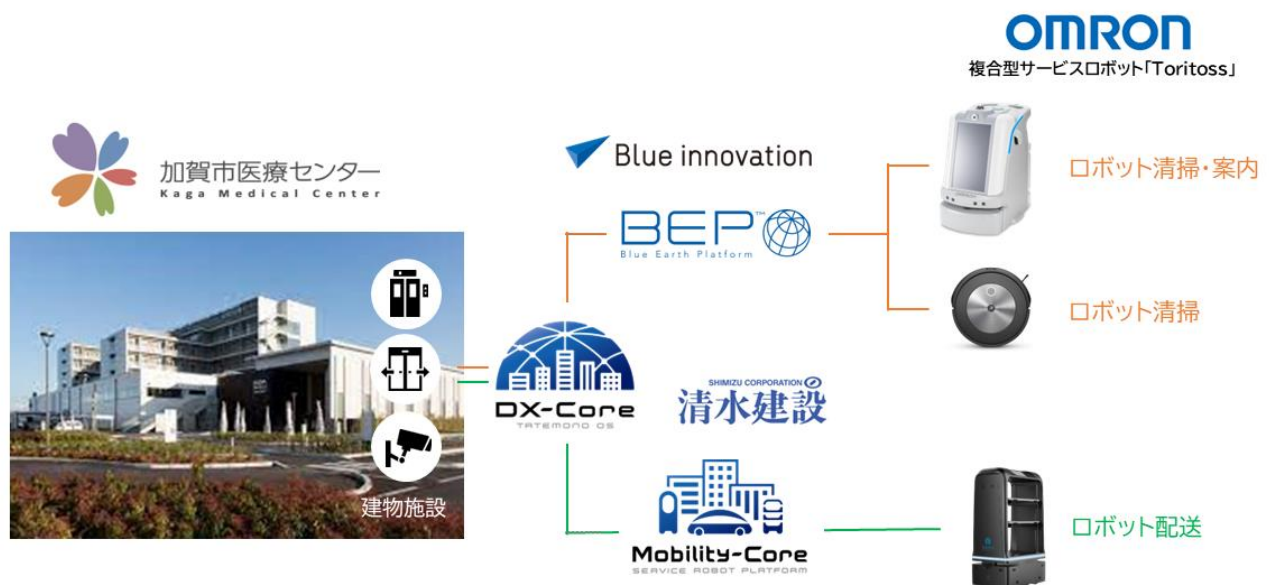 OMRON
複合型サービスロボット「Toritoss」
加賀市医療センター
Kaga Medical Center
Blue innovation
BEP™
Blue Earth Platform
ロボット清掃・案内
ロボット清掃
建物施設
DX-Core
TATEMONO OS
SHIMIZU CORPORATION
清水建設
Mobility-Core
SERVICE ROBOT PLATFORM
ロボット配送